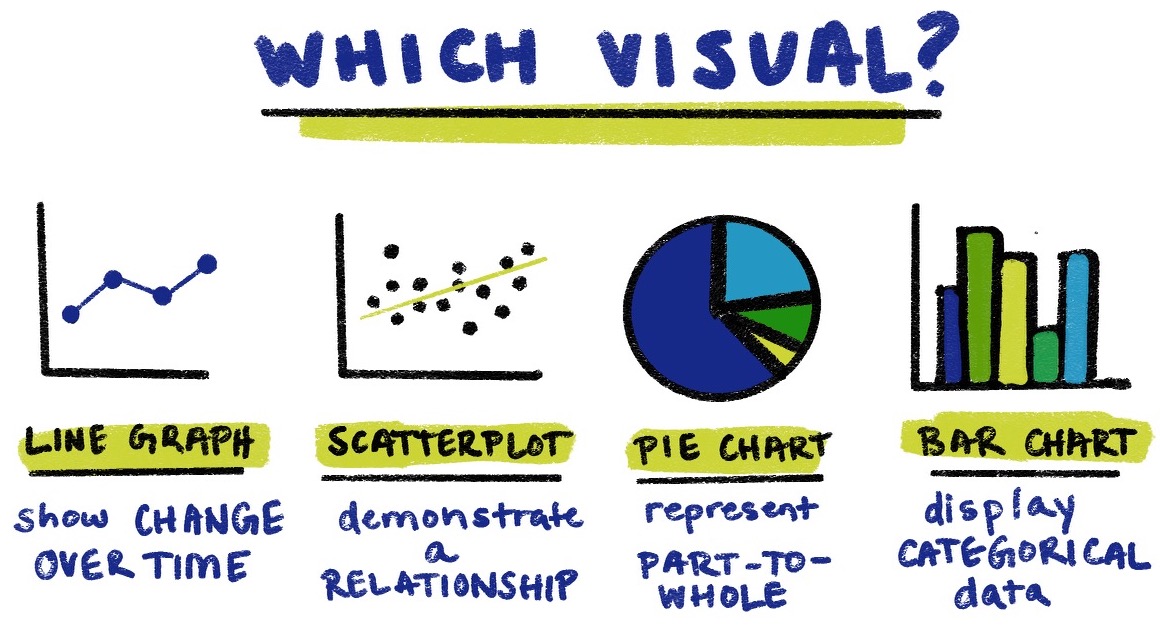 WHICH VISUAL?
LINE GRAPH
show CHANGE
OVER TIME
SCATTERPLOT
demonstrate
a
RELATIONSHIP
PIE CHART
represent
PART-TO-
WHOLE
BAR CHART
display
CATEGORICAL
data